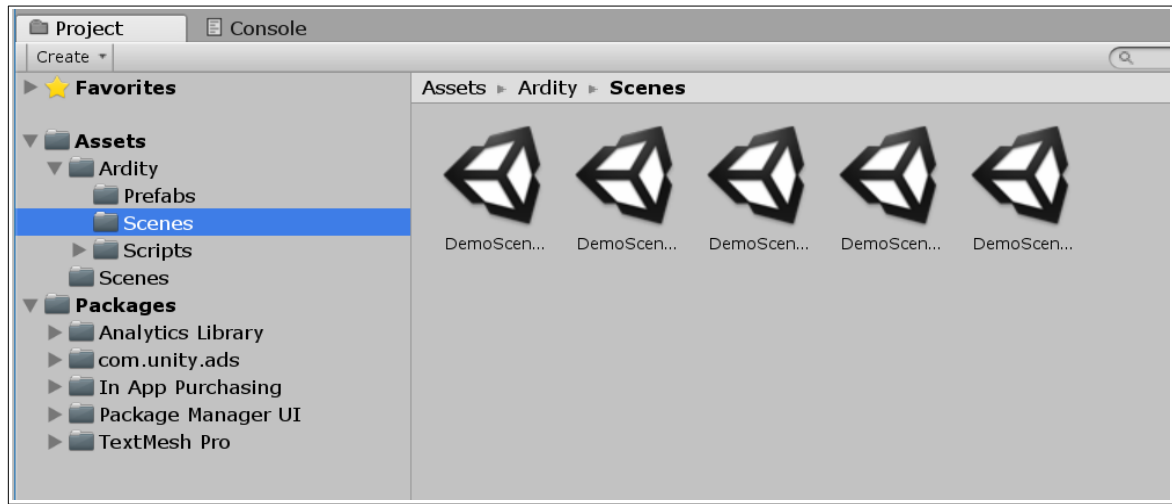 Project
Console
Create
Favorites
Assets
Ardity
Prefabs
Scenes
Scripts
Scenes
Packages
Analytics Library
com.unity.ads
In App Purchasing
Package Manager UI
TextMesh Pro
Assets Ardity Scenes
DemoScen... DemoScen... DemoScen... DemoScen... DemoScen...